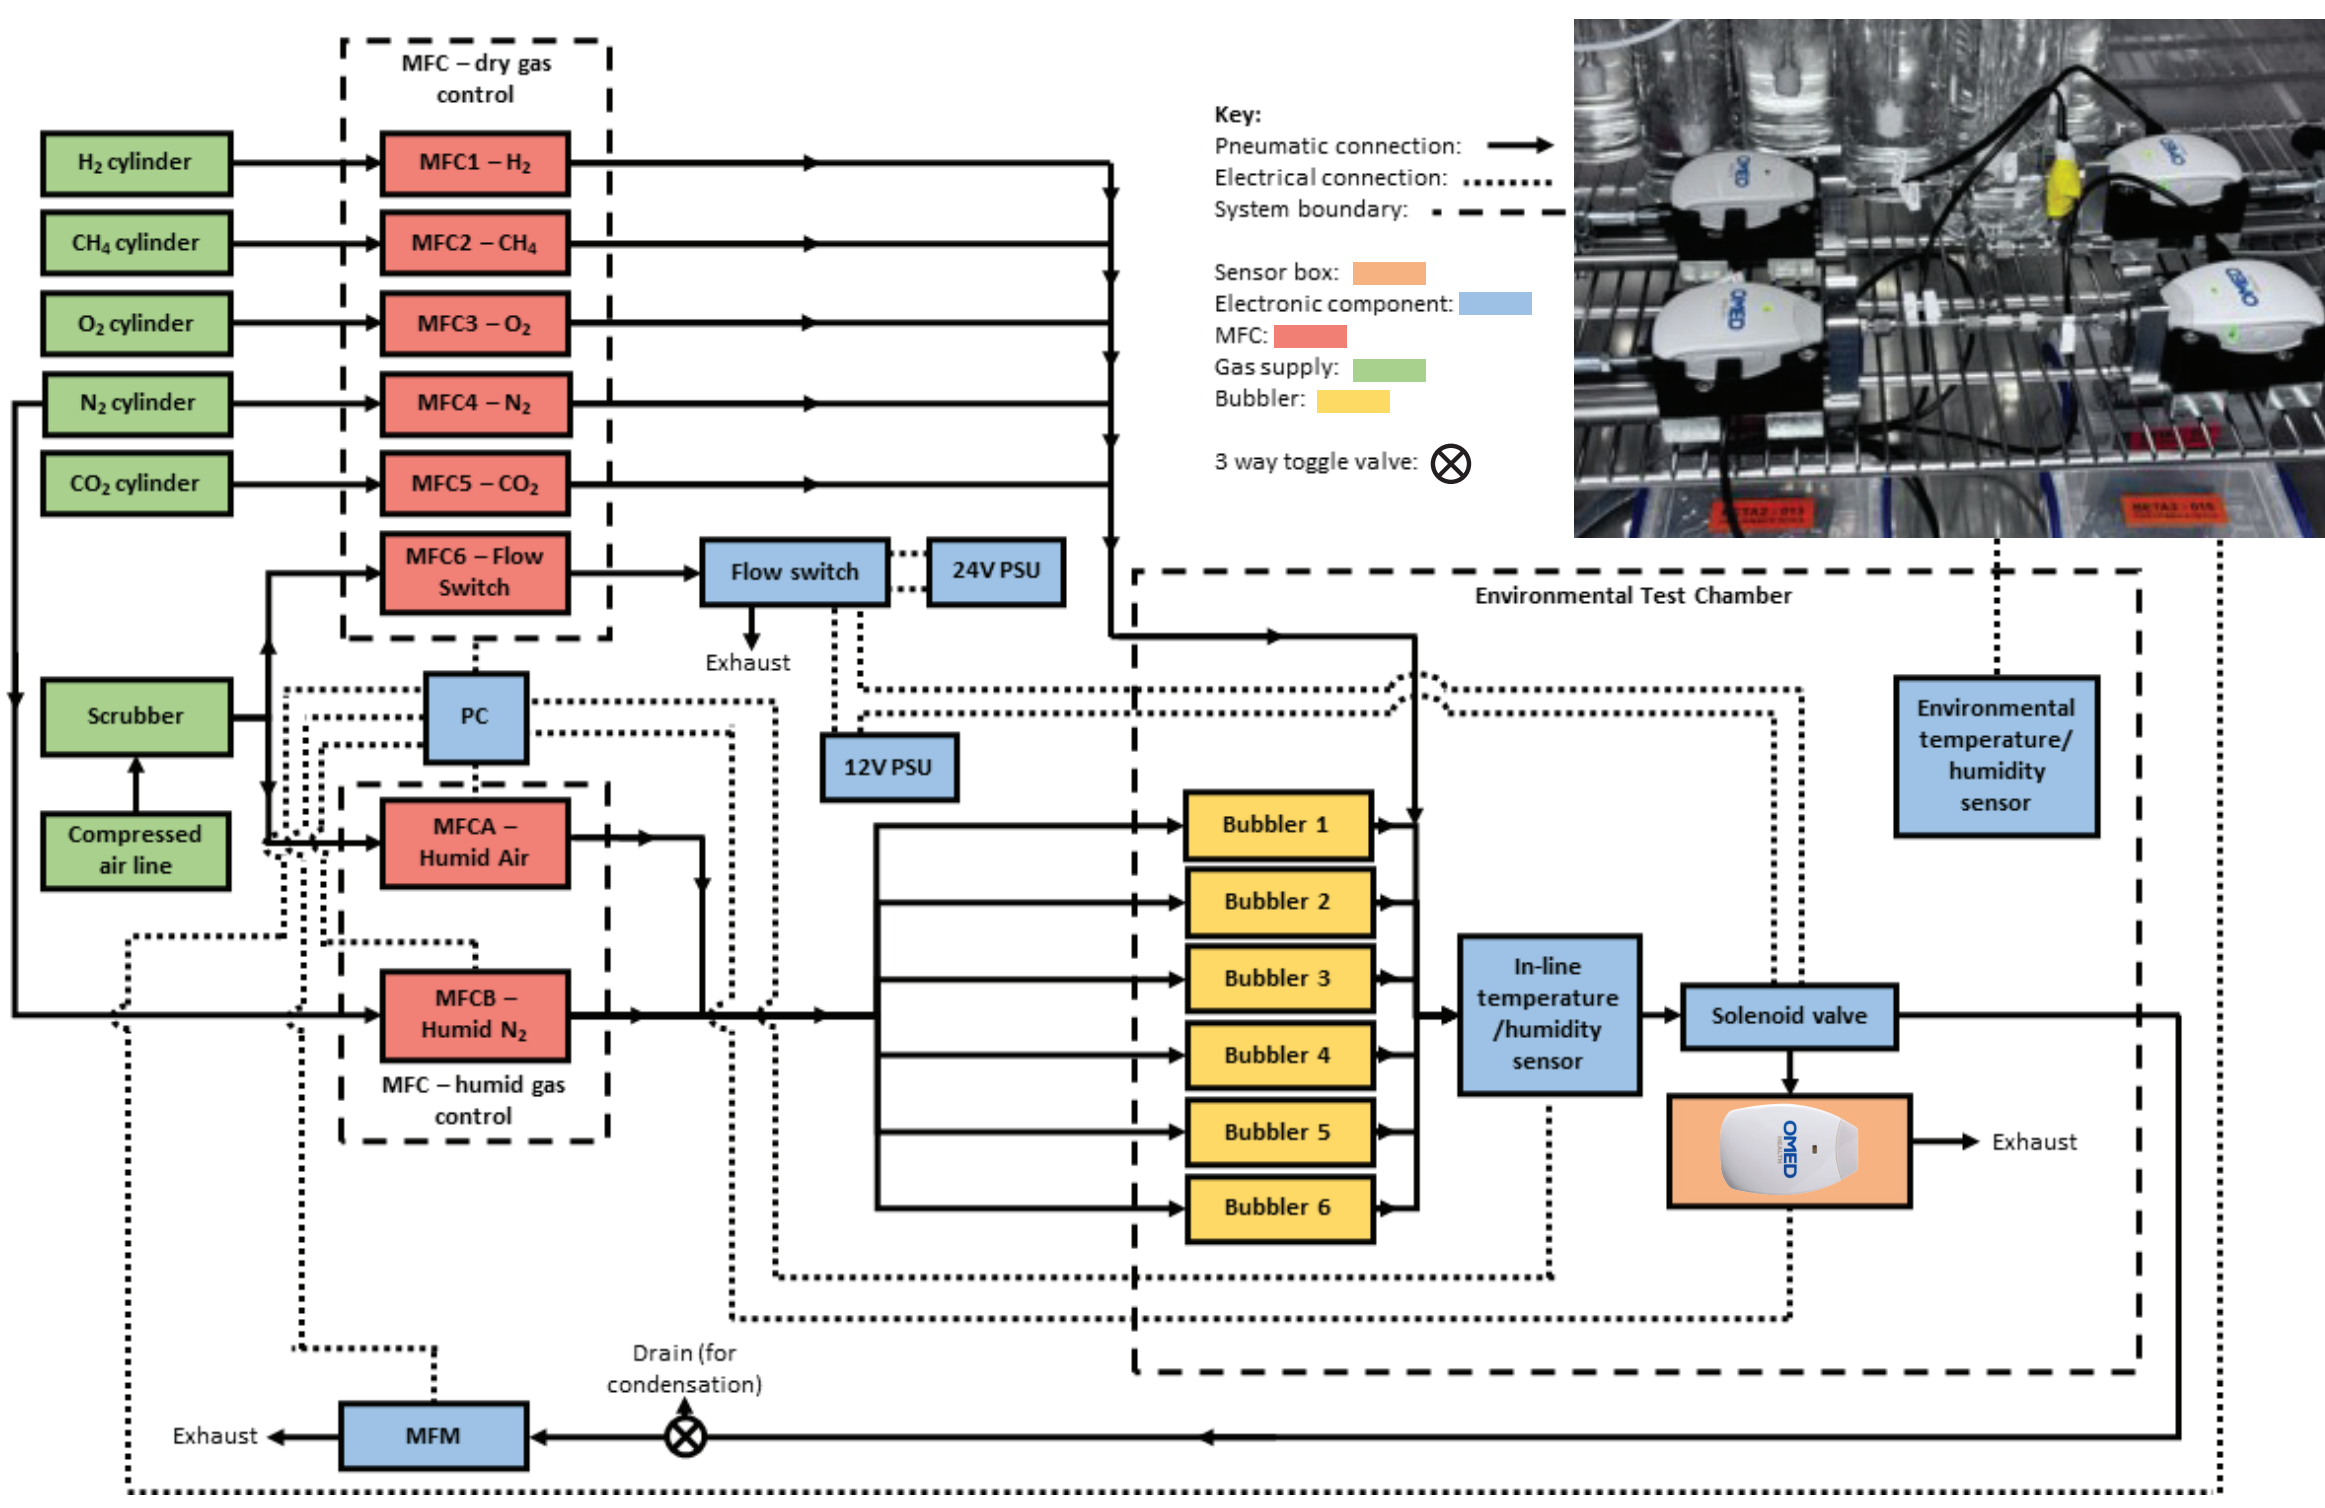 MFC – dry gas
control
H₂ cylinder
MFC1 – H₂
CH₄ cylinder
MFC2 – CH₄
O₂ cylinder
MFC3 – O₂
N₂ cylinder
MFC4 – N₂
CO₂ cylinder
MFC5 – CO₂
MFC6 – Flow
Switch
Flow switch
24V PSU
Exhaust
Key:
Pneumatic connection:
Electrical connection:
System boundary:
Sensor box:
Electronic component:
MFC:
Gas supply:
Bubbler:
3 way toggle valve:
OMED
OMED
OMED
OMED
Environmental Test Chamber
Scrubber
PC
12V PSU
Compressed
air line
MFCA –
Humid Air
MFCB –
Humid N₂
MFC – humid gas
control
Bubbler 1
Bubbler 2
Bubbler 3
Bubbler 4
Bubbler 5
Bubbler 6
In-line
temperature
/humidity
sensor
Solenoid valve
Environmental
temperature/
humidity
sensor
OMED
HEALTH
Exhaust
Drain (for
condensation)
Exhaust
MFM